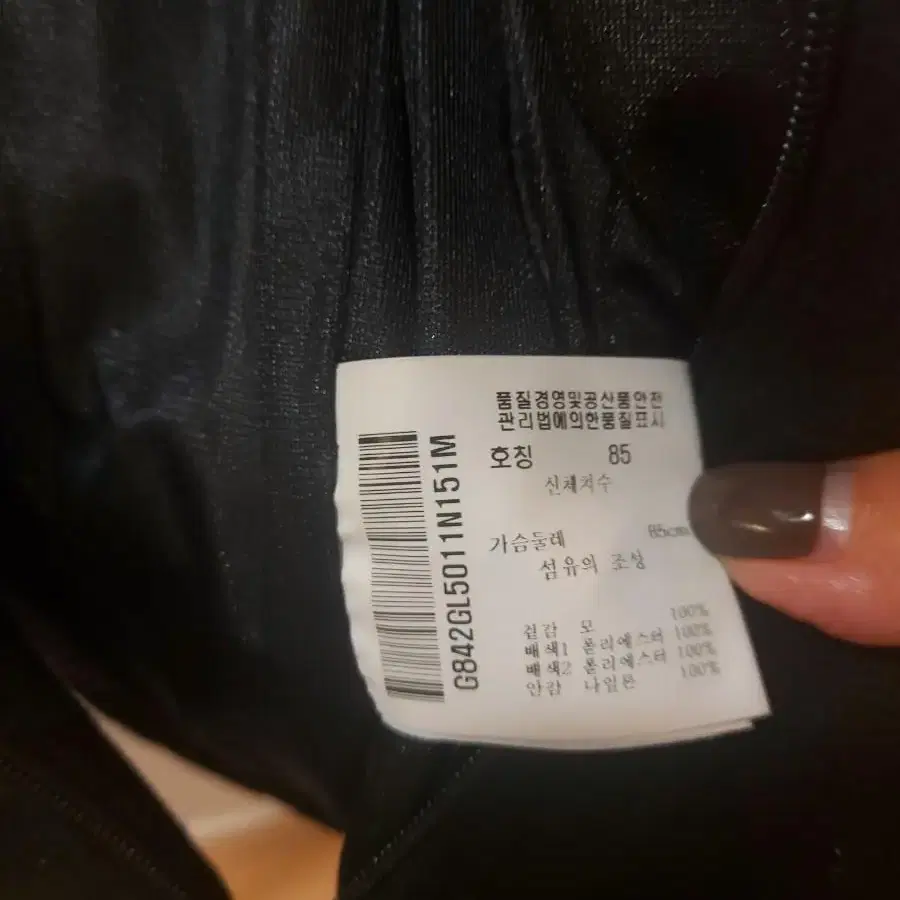 품질경영및공산품안전
관리법에의한품질표시
호칭 85
신체치수
가슴둘레 85cm
섬유의 조성
100%
겉감 모 100%
배색1 폴리에스터 100%
배색2 폴리에스터 100%
안감 나일론
G842GL5011N151M